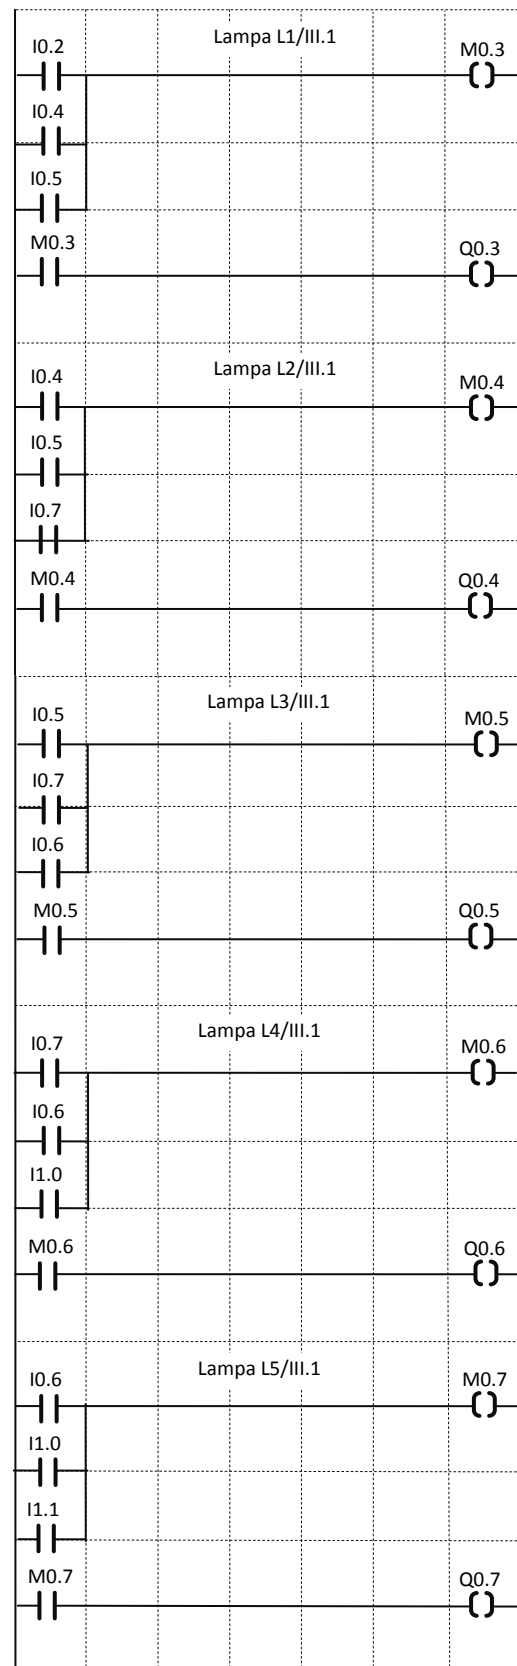 Lampa L1/III.1
I0.2
M0.3
I0.4
I0.5
M0.3
Q0.3
Lampa L2/III.1
I0.4
M0.4
I0.5
I0.7
M0.4
Q0.4
Lampa L3/III.1
I0.5
M0.5
I0.7
I0.6
M0.5
Q0.5
Lampa L4/III.1
I0.7
M0.6
I0.6
I1.0
M0.6
Q0.6
Lampa L5/III.1
I0.6
M0.7
I1.0
I1.1
M0.7
Q0.7